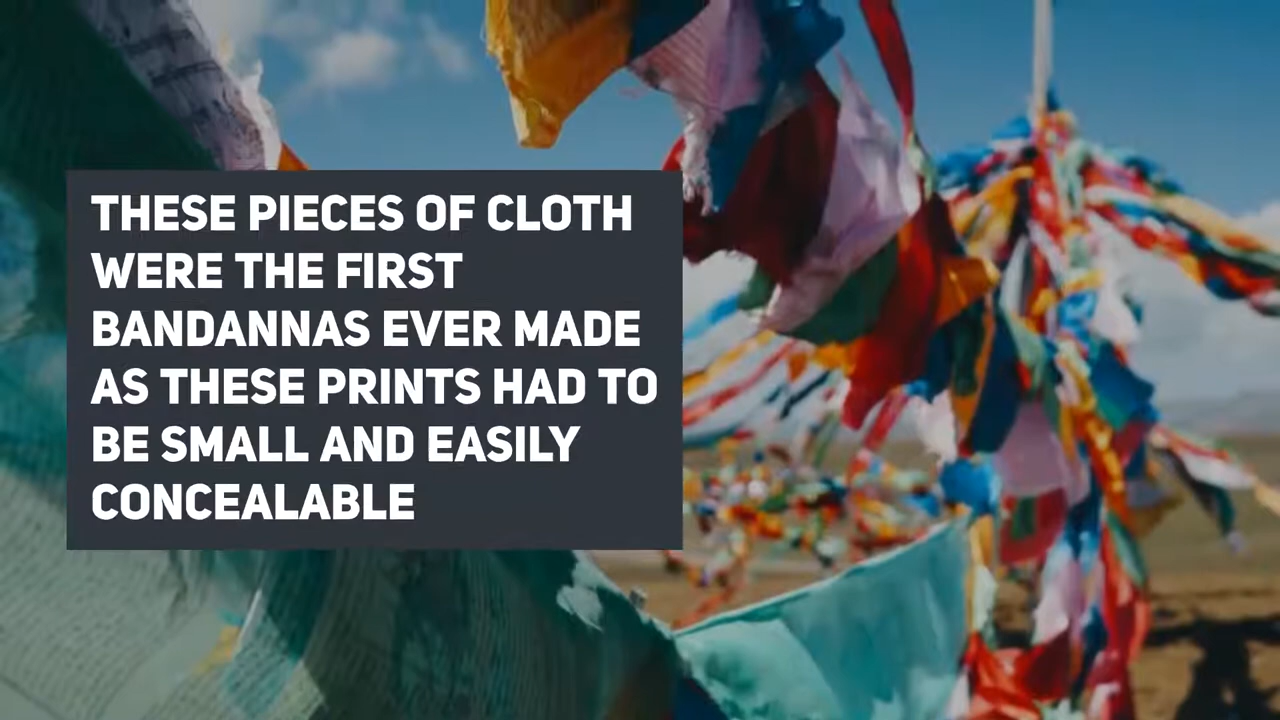 THESE PIECES OF CLOTH
WERE THE FIRST
BANDANNAS EVER MADE
AS THESE PRINTS HAD TO
BE SMALL AND EASILY
CONCEALABLE